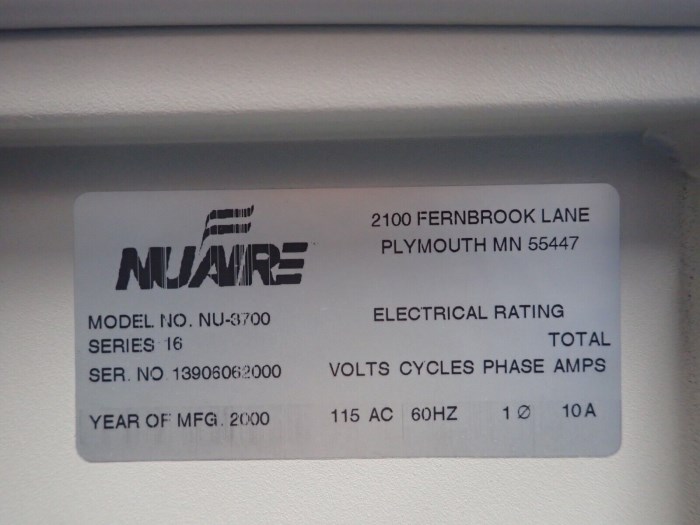 NUAIRE
2100 FERNBROOK LANE
PLYMOUTH MN 55447
MODEL NO. NU-3700
SERIES 16
SER. NO 13906062000
YEAR OF MFG. 2000
ELECTRICAL RATING
TOTAL
VOLTS CYCLES PHASE AMPS
115 AC 60HZ 1 Ø 10A